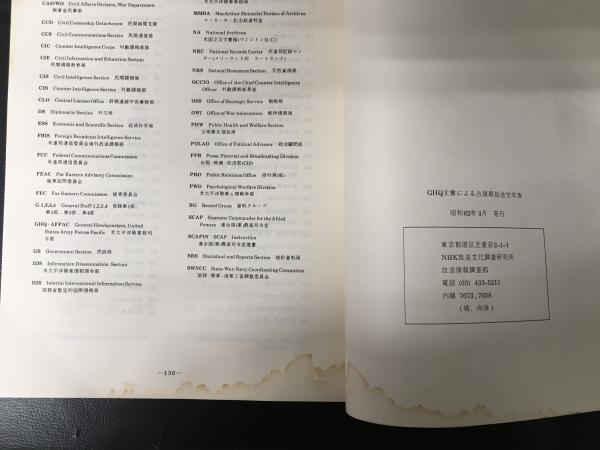 CAD/WD Civil Affairs Division, War Department
陸軍省民事部
CCD Civil Censorship Detachment 民間検閲支隊
CCS Civil Communications Section 民間通信局
CIC Counter Intelligence Corps 対敵諜報部隊
CIE Civil Information and Education Section
民間情報教育局
CIS Civil Intelligence Section 民間諜報局
CIS Counter Intelligence Section 対敵諜報部
CLO Central Liaison Office 終戦連絡中央事務局
DS Diplomatic Section 外交局
ESS Economic and Scientific Section 経済科学局
FBIS Foreign Broadcast Intelligence Service
米連邦通信委員会海外放送諜報局
FCC Federal Communications Commission
米連邦通信委員会
FEAC Far Eastern Advisory Commission
極東諮問委員会
FEC Far Eastern Commission 極東委員会
G-1,2,3,4 General Staff-1,2,3,4 参謀第1部、
第2部、第3部、第4部
GHQ-AFPAC General Headquarters, United
States Army Forces Pacific 米太平洋陸軍総司
令部
GS Government Section 民政局
IDS Information Dissemination Section
米太平洋陸軍情報頒布部
IIIS Interim International Information Service
国務省暫定的国際情報局
—136—
MMBA MacArthur Memorial Bureau of Archives
マッカーサー記念館資料室
NA National Archives
米国立公文書館(ワシントンD.C.)
NRC National Records Center 米連邦記録セン
ター(メリーランド州 スートランド)
NRS Natural Resources Section 天然資源局
OCCIO Office of the Chief Counter Intelligence
Officer 対敵諜報部長室
OSS Office of Strategic Service 戦略局
OWI Office of War Information 戦時情報局
PHW Public Health and Welfare Section
公衆衛生福祉局
POLAD Office of Political Advisors 政治顧問部
PPB Press, Pictorial and Broadcasting Division
出版・映画・放送部(CIS)
PRO Public Relations Office 渉外局(部)
PWD Psychological Warfare Division
米太平洋陸軍心理戦争部
RG Record Group 資料グループ
SCAP Supreme Commander for the Allied
Powers 連合国(軍)最高司令官
SCAPIN SCAP Instruction
連合国(軍)最高司令官覚書
SRS Statistical and Reports Section 統計資料局
SWNCC State-War-Navy Coordinating Committee
国務・陸軍・海軍三省調整委員会
GHQ文書による占領期放送史年表
昭和62年3月 発行
東京都港区芝愛宕2-1-1
NHK放送文化調査研究所
放送情報調査部
電話 (03) 433-5211
内線 7673,7658
(塙、向後)